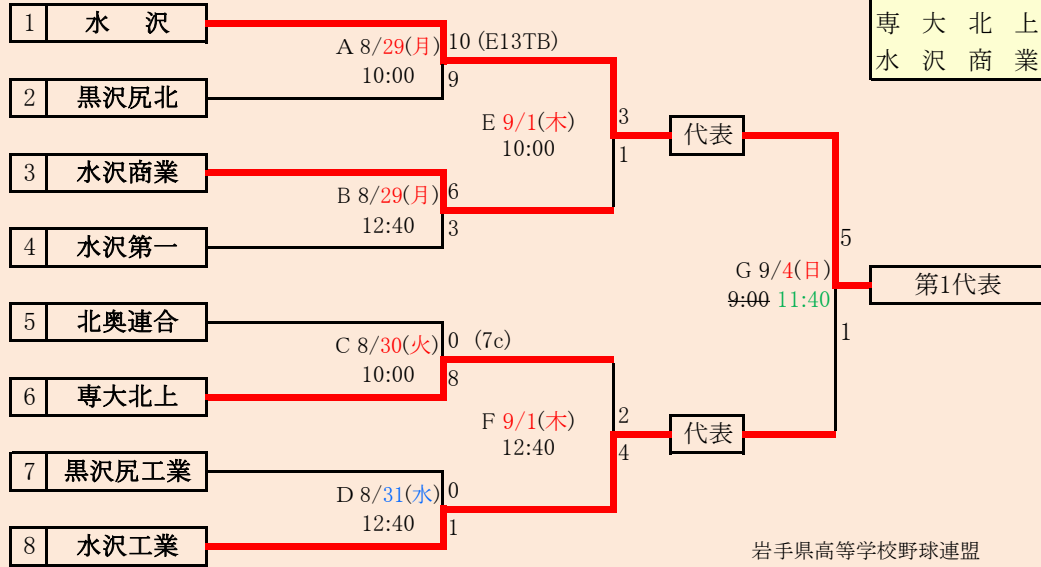 専 大 北 上
水 沢 商 業
1 水 沢
A 8/29(月) 10 (E13TB)
10:00 9
2 黒沢尻北
E 9/1(木) 3
10:00 1
代表
3 水沢商業
B 8/29(月) 6
12:40 3
4 水沢第一
5
G 9/4(日)
9:00 11:40
第1代表
1
5 北奥連合
C 8/30(火) 0 (7c)
10:00 8
6 専大北上
F 9/1(木) 2
12:40 4
代表
7 黒沢尻工業
D 8/31(水) 0
12:40 1
8 水沢工業
岩手県高等学校野球連盟